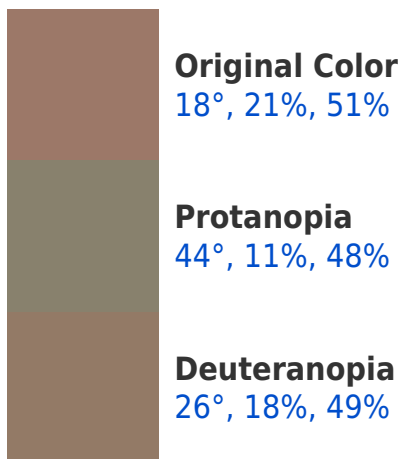 Original Color
18°, 21%, 51%
Protanopia
44°, 11%, 48%
Deuteranopia
26°, 18%, 49%